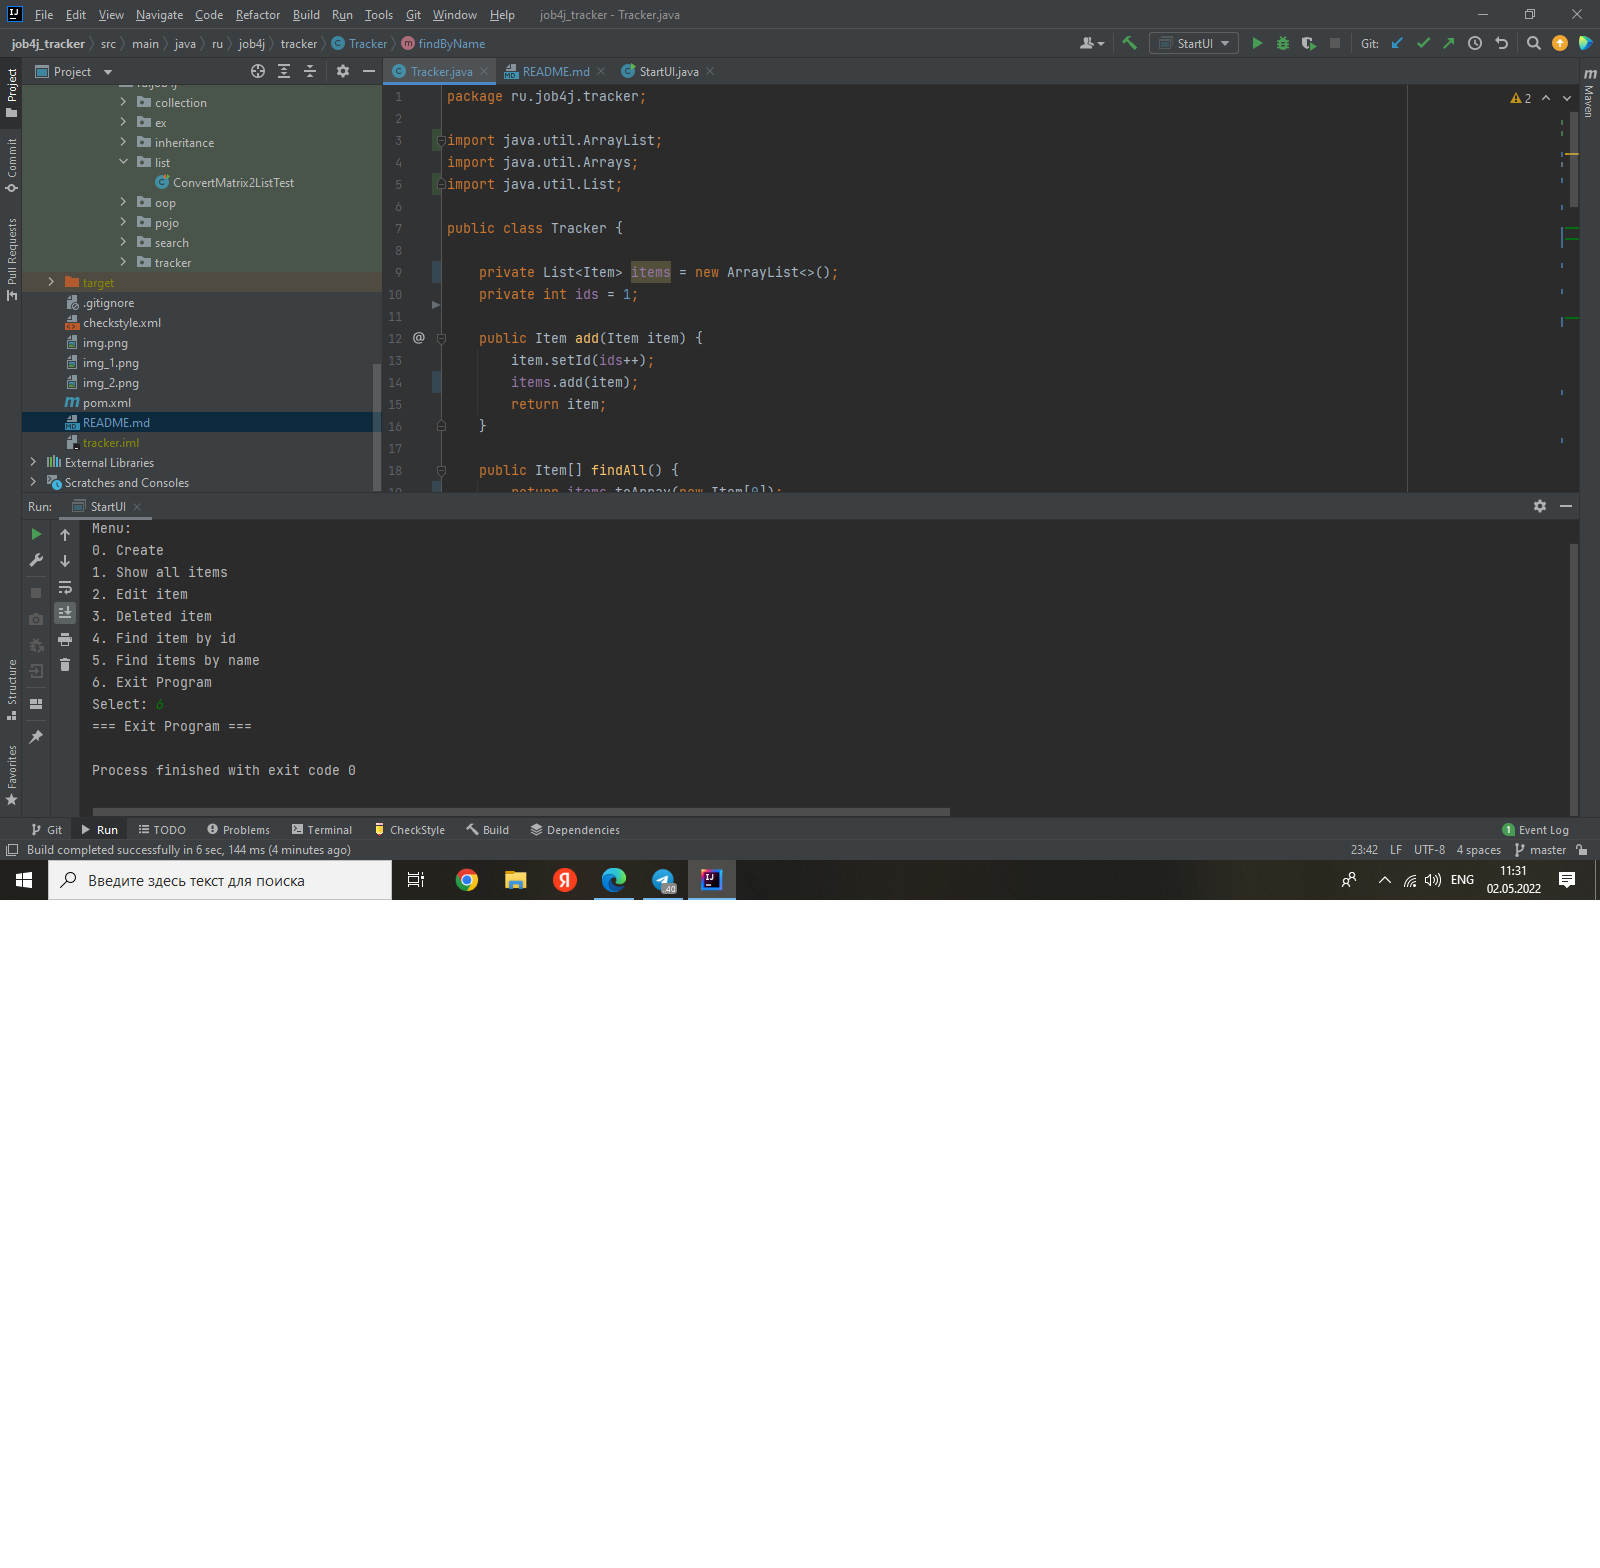 File Edit View Navigate Code Refactor Build Run Tools Git Window Help job4j_tracker - Tracker.java
job4j_tracker src main java ru job4j tracker Tracker findByName
StartUI Git:
Project
Tracker.java README.md StartUI.java
Project
Commit
Pull Requests
Structure
Favorites
Maven
collection
ex
inheritance
list
ConvertMatrix2ListTest
oop
pojo
search
tracker
target
.gitignore
checkstyle.xml
img.png
img_1.png
img_2.png
pom.xml
README.md
tracker.iml
External Libraries
Scratches and Consoles
2
1 package ru.job4j.tracker;
2
3 import java.util.ArrayList;
4 import java.util.Arrays;
5 import java.util.List;
6
7 public class Tracker {
8
9 private List<Item> items = new ArrayList<>();
10 private int ids = 1;
11
12 @ public Item add(Item item) {
13 item.setId(ids++);
14 items.add(item);
15 return item;
16 }
17
18 public Item[] findAll() {
19 return items.toArray(new Item[0]);
Run: StartUI
Menu:
0. Create
1. Show all items
2. Edit item
3. Deleted item
4. Find item by id
5. Find items by name
6. Exit Program
Select: 6
=== Exit Program ===
Process finished with exit code 0
Git Run TODO Problems Terminal CheckStyle Build Dependencies 1 Event Log
Build completed successfully in 6 sec, 144 ms (4 minutes ago) 23:42 LF UTF-8 4 spaces master
Введите здесь текст для поиска
Я
.40
IJ
ENG
11:31
02.05.2022